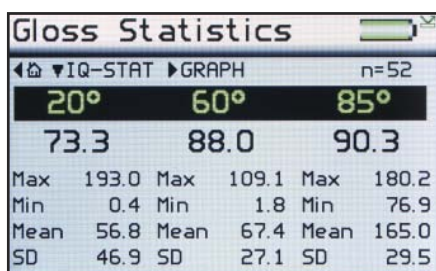 Gloss Statistics
◀⌂ ▼IQ-STAT ▶GRAPH n=52
20° 60° 85°
73.3 88.0 90.3
Max 193.0 Max 109.1 Max 180.2
Min 0.4 Min 1.8 Min 76.9
Mean 56.8 Mean 67.4 Mean 165.0
SD 46.9 SD 27.1 SD 29.5